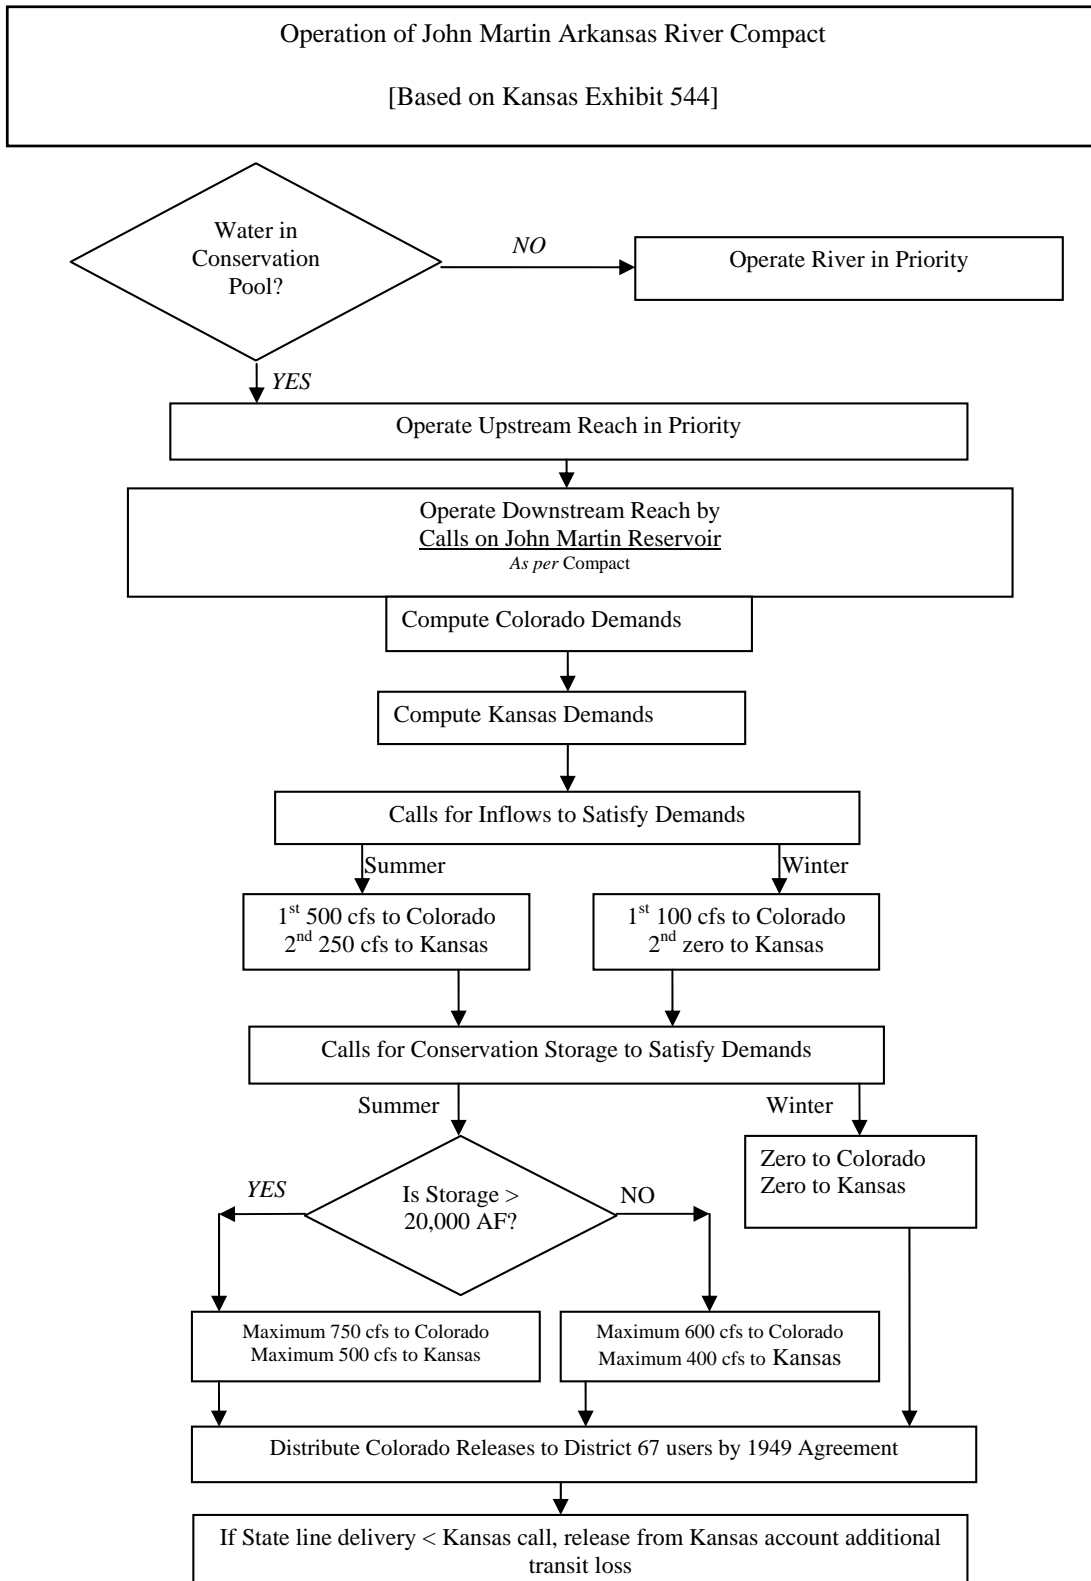 Operation of John Martin Arkansas River Compact
[Based on Kansas Exhibit 544]
Water in
Conservation
Pool?
NO
Operate River in Priority
YES
Operate Upstream Reach in Priority
Operate Downstream Reach by
Calls on John Martin Reservoir
As per Compact
Compute Colorado Demands
Compute Kansas Demands
Calls for Inflows to Satisfy Demands
Summer
Winter
1st 500 cfs to Colorado
2nd 250 cfs to Kansas
1st 100 cfs to Colorado
2nd zero to Kansas
Calls for Conservation Storage to Satisfy Demands
Summer
Winter
Zero to Colorado
Zero to Kansas
YES
Is Storage >
20,000 AF?
NO
Maximum 750 cfs to Colorado
Maximum 500 cfs to Kansas
Maximum 600 cfs to Colorado
Maximum 400 cfs to Kansas
Distribute Colorado Releases to District 67 users by 1949 Agreement
If State line delivery < Kansas call, release from Kansas account additional
transit loss